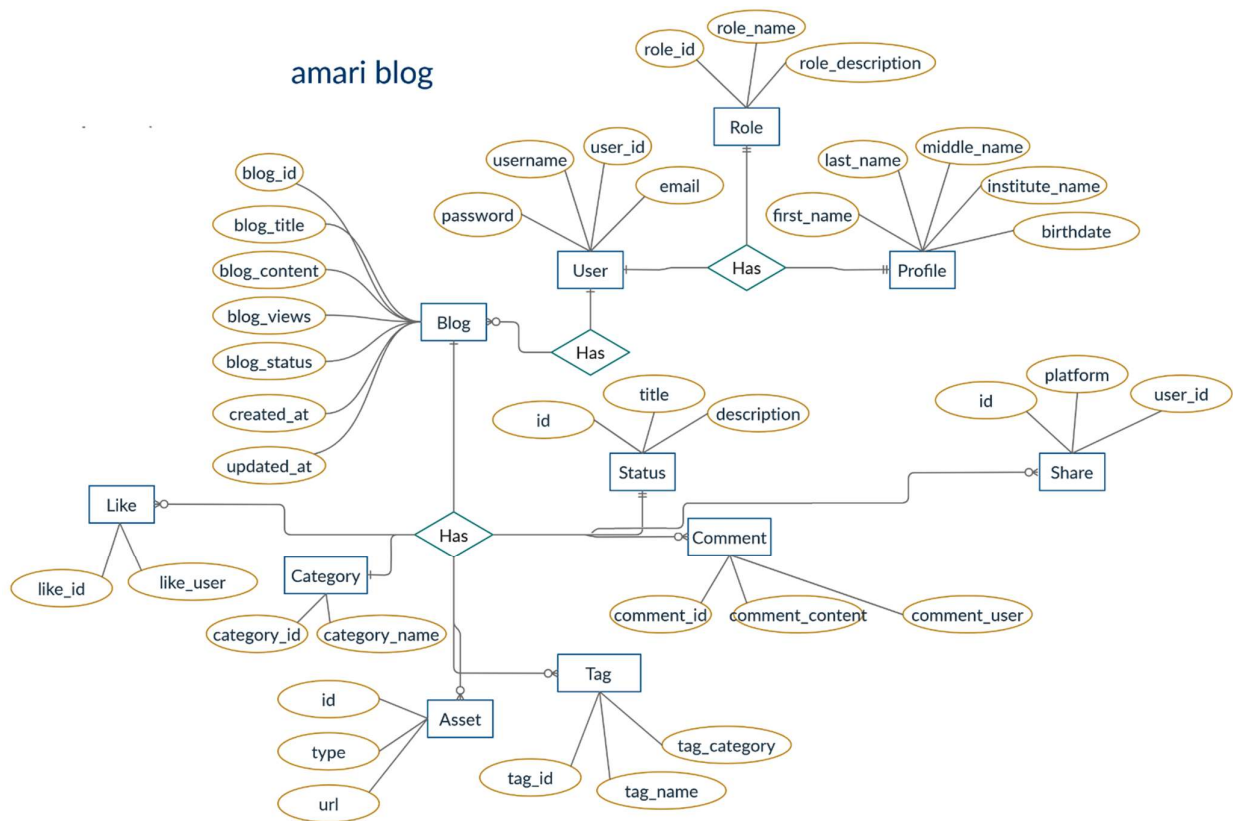 amari blog
role_name
role_id
role_description
Role
username
user_id
email
password
User
Has
last_name
middle_name
institute_name
first_name
birthdate
Profile
blog_id
blog_title
blog_content
blog_views
blog_status
created_at
updated_at
Blog
Has
id
title
description
Status
id
platform
user_id
Share
Like
like_id
like_user
Has
Category
category_id
category_name
Comment
comment_id
comment_content
comment_user
id
type
url
Asset
Tag
tag_id
tag_name
tag_category